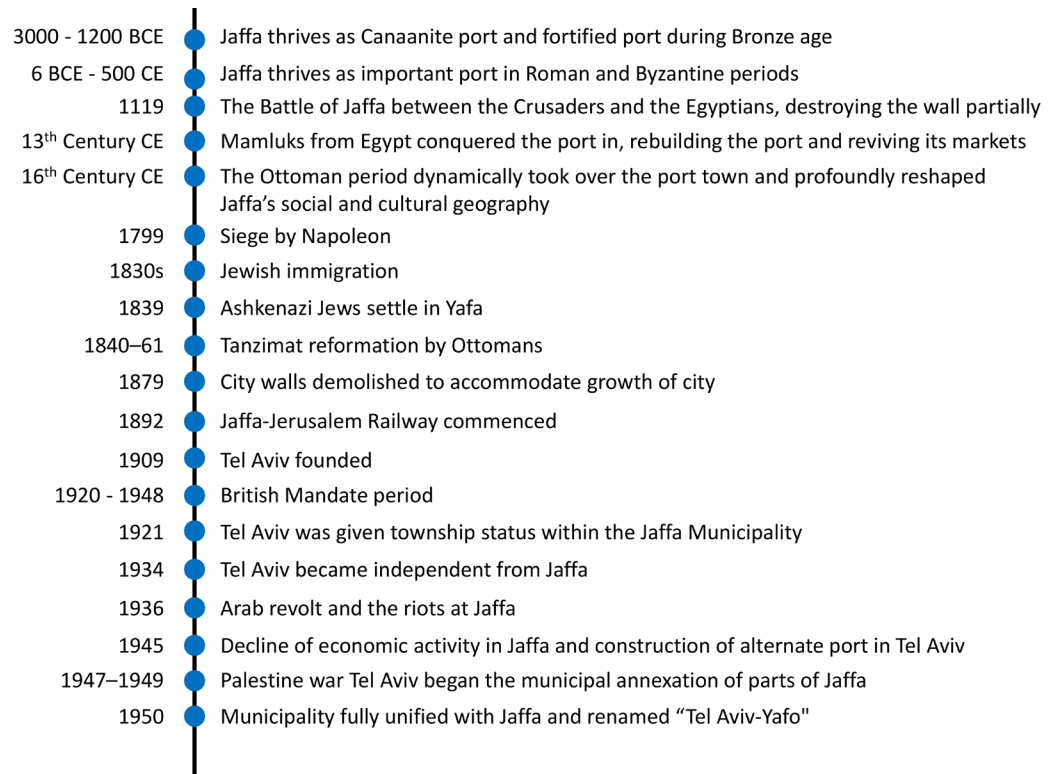 3000 - 1200 BCE Jaffa thrives as Canaanite port and fortified port during Bronze age
6 BCE - 500 CE Jaffa thrives as important port in Roman and Byzantine periods
1119 The Battle of Jaffa between the Crusaders and the Egyptians, destroying the wall partially
13th Century CE Mamluks from Egypt conquered the port in, rebuilding the port and reviving its markets
16th Century CE The Ottoman period dynamically took over the port town and profoundly reshaped
Jaffa's social and cultural geography
1799 Siege by Napoleon
1830s Jewish immigration
1839 Ashkenazi Jews settle in Yafa
1840–61 Tanzimat reformation by Ottomans
1879 City walls demolished to accommodate growth of city
1892 Jaffa-Jerusalem Railway commenced
1909 Tel Aviv founded
1920 - 1948 British Mandate period
1921 Tel Aviv was given township status within the Jaffa Municipality
1934 Tel Aviv became independent from Jaffa
1936 Arab revolt and the riots at Jaffa
1945 Decline of economic activity in Jaffa and construction of alternate port in Tel Aviv
1947–1949 Palestine war Tel Aviv began the municipal annexation of parts of Jaffa
1950 Municipality fully unified with Jaffa and renamed “Tel Aviv-Yafo"